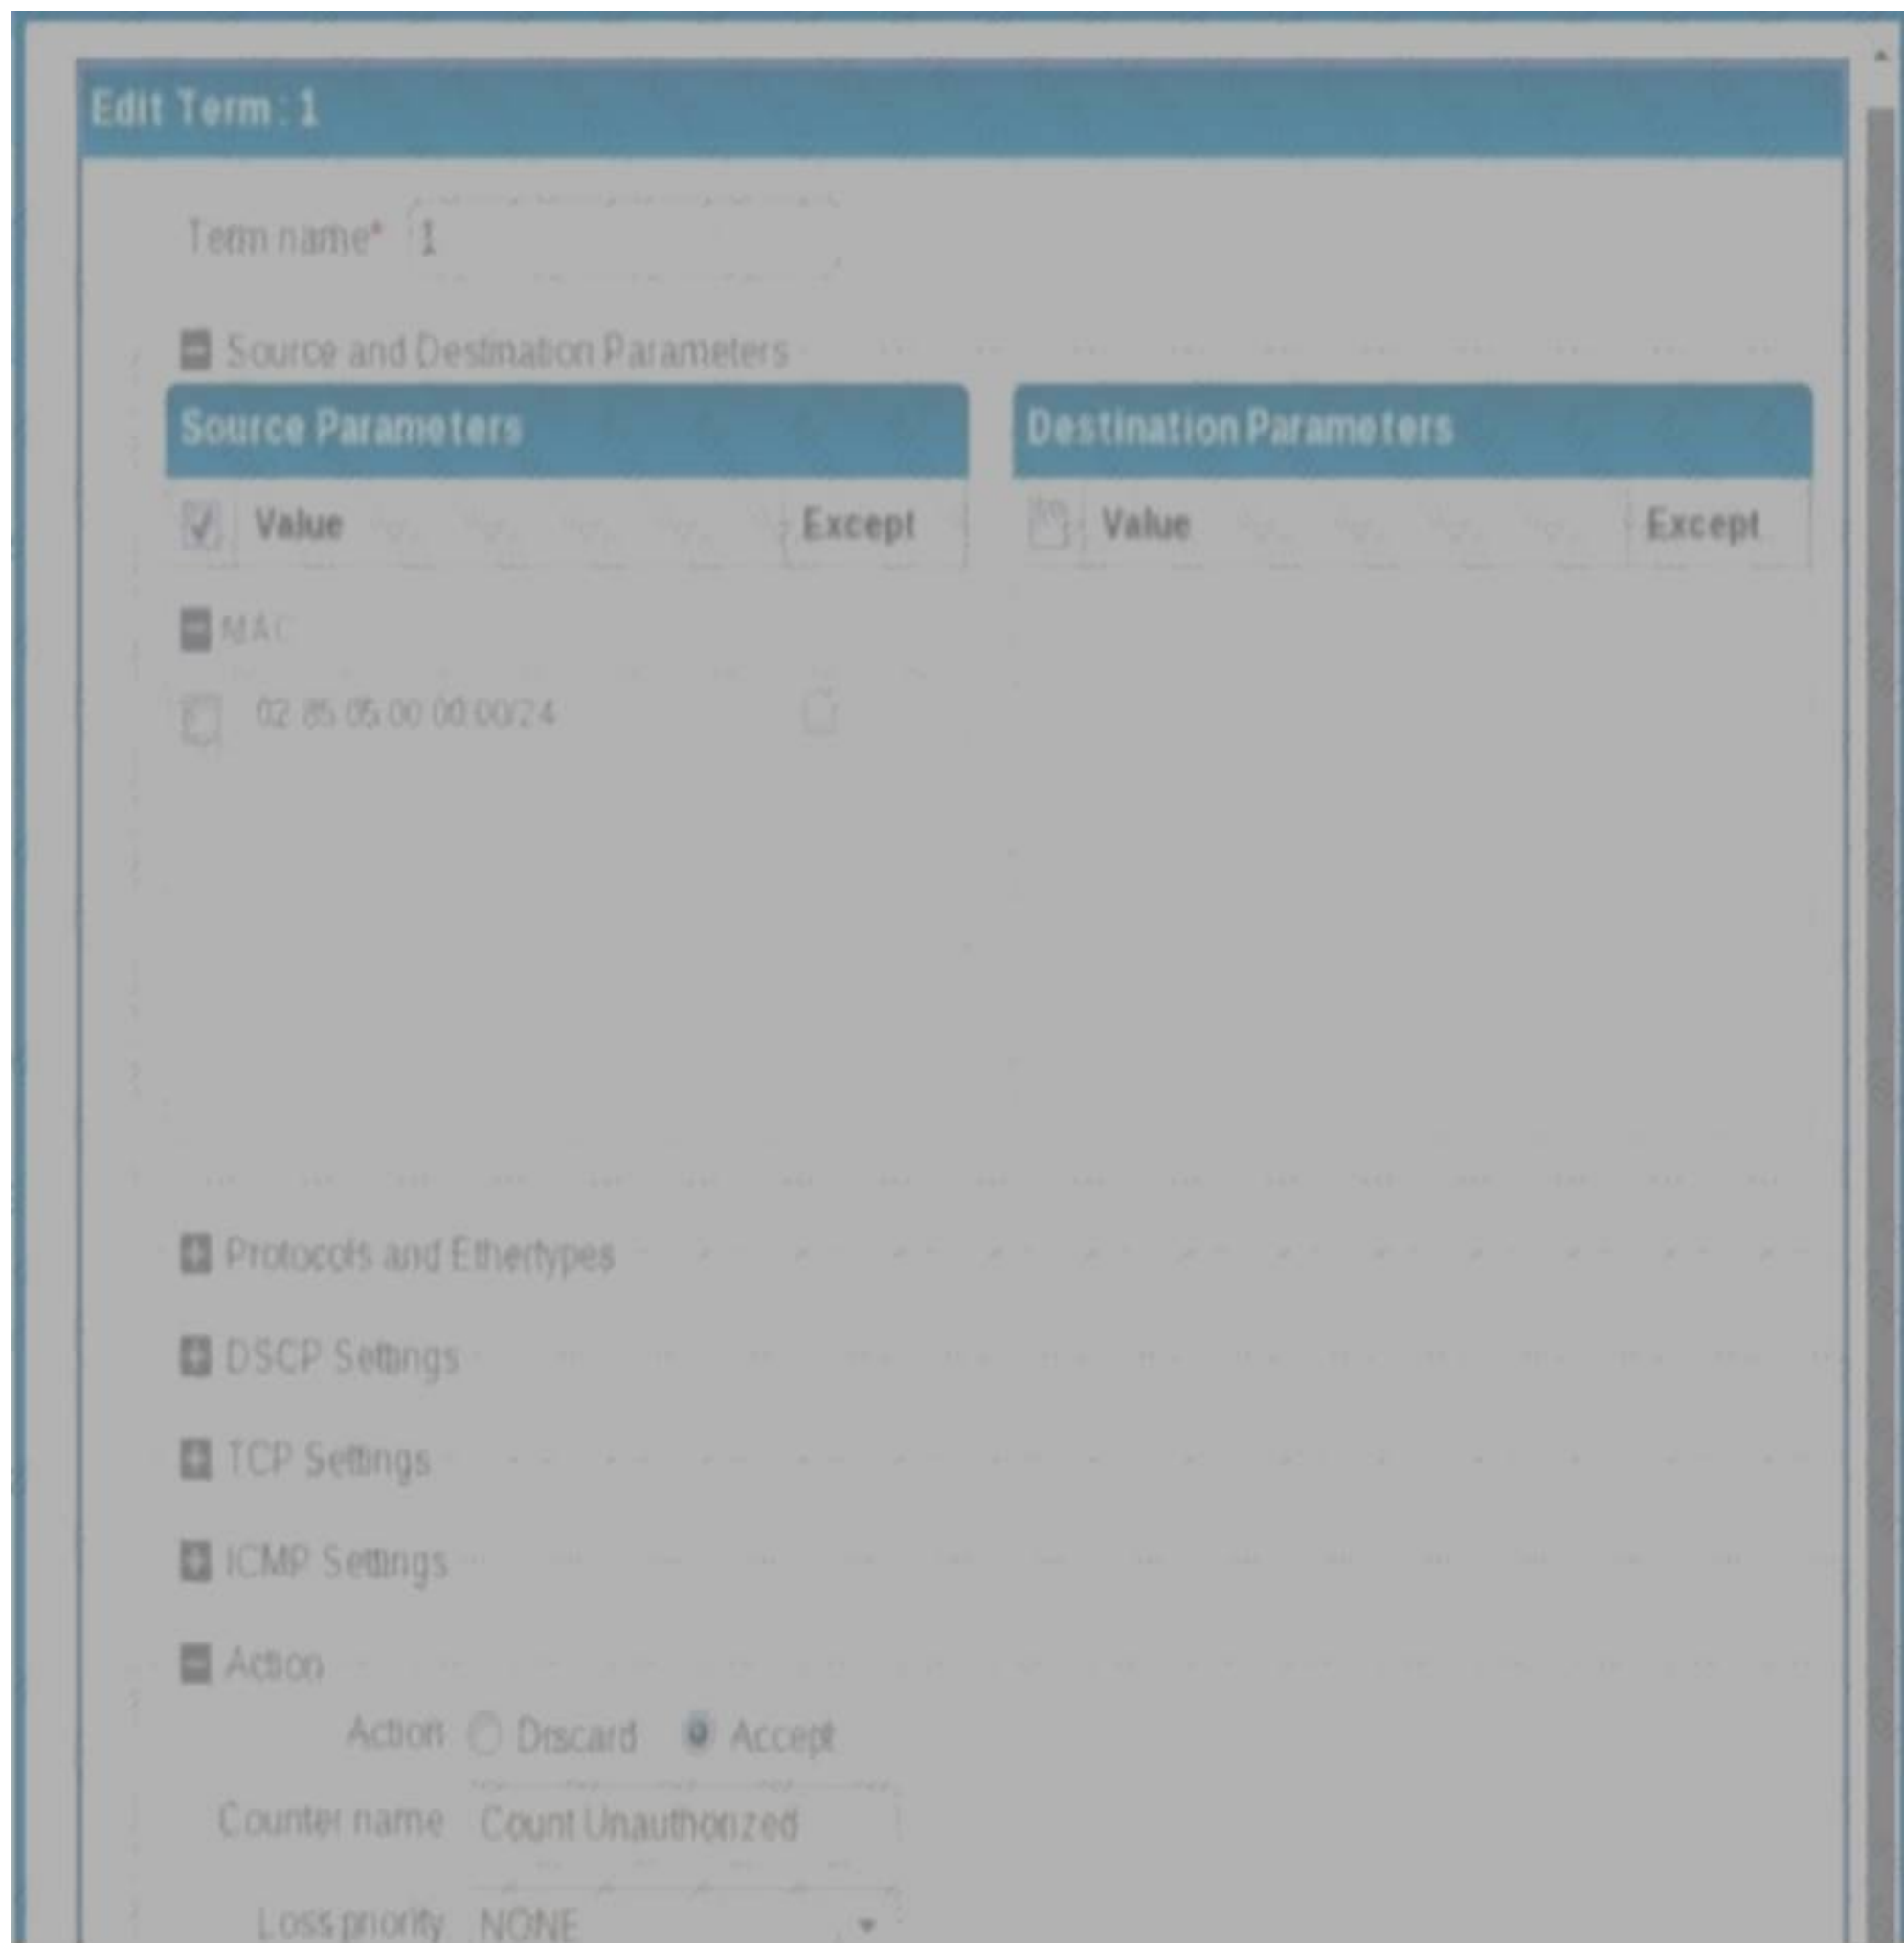 Edit Term: 1
Term name* 1
Source and Destination Parameters
Source Parameters
Destination Parameters
Value Except
Value Except
MAC
02:85:05:00:00:00/24
Protocols and Ethertypes
DSCP Settings
TCP Settings
ICMP Settings
Action
Action Discard Accept
Counter name Count Unauthorized
Loss priority NONE